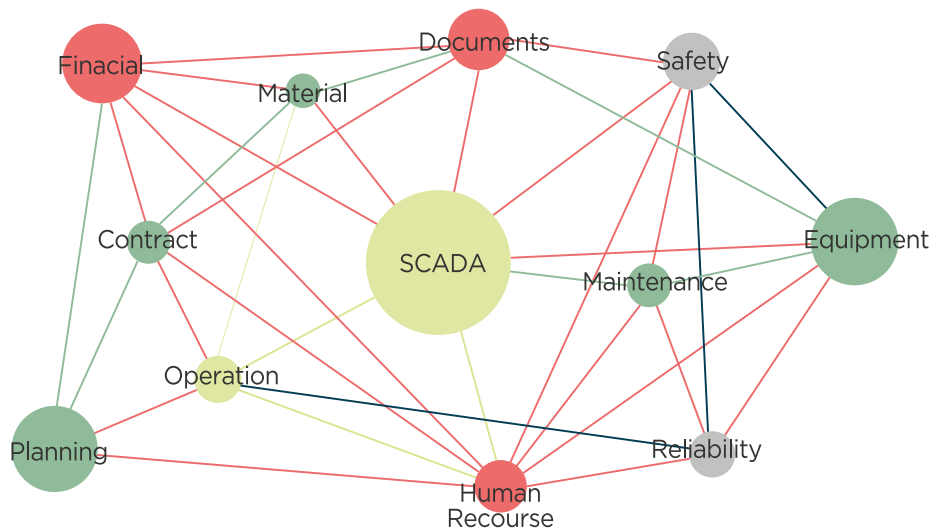 Documents
Safety
Finacial
Material
Contract
Equipment
SCADA
Maintenance
Operation
Planning
Reliability
Human
Recourse